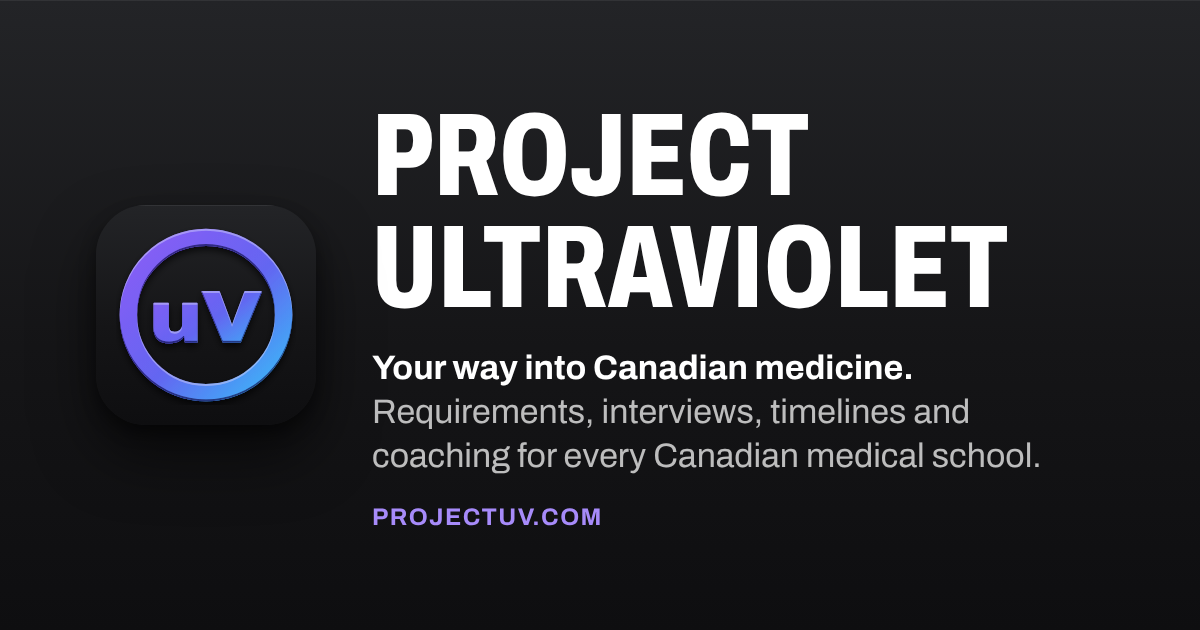 uV
PROJECT
ULTRAVIOLET
Your way into Canadian medicine.
Requirements, interviews, timelines and
coaching for every Canadian medical school.
PROJECTUV.COM